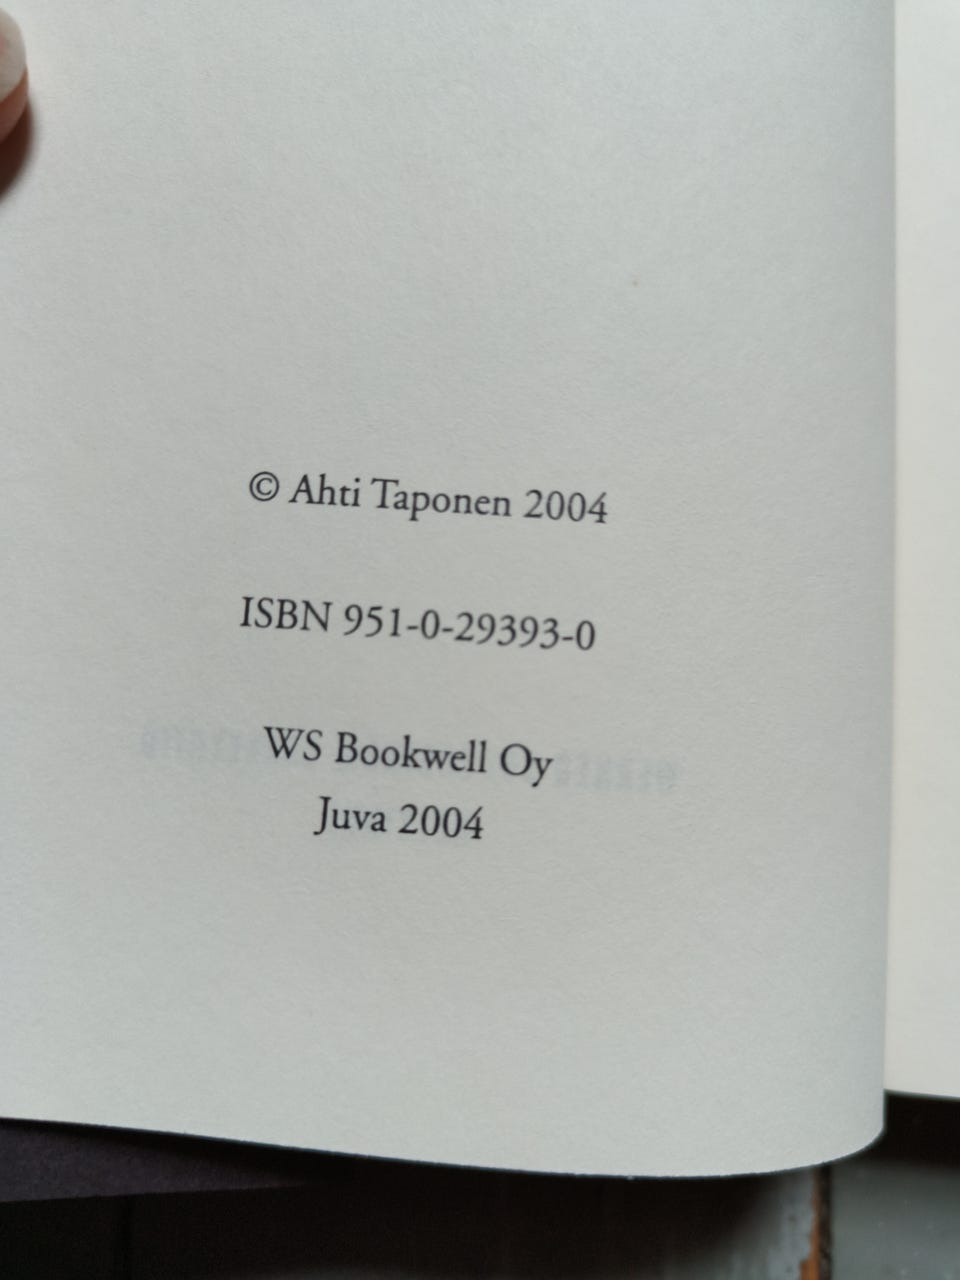 © Ahti Taponen 2004
ISBN 951-0-29393-0
WS Bookwell Oy
Juva 2004